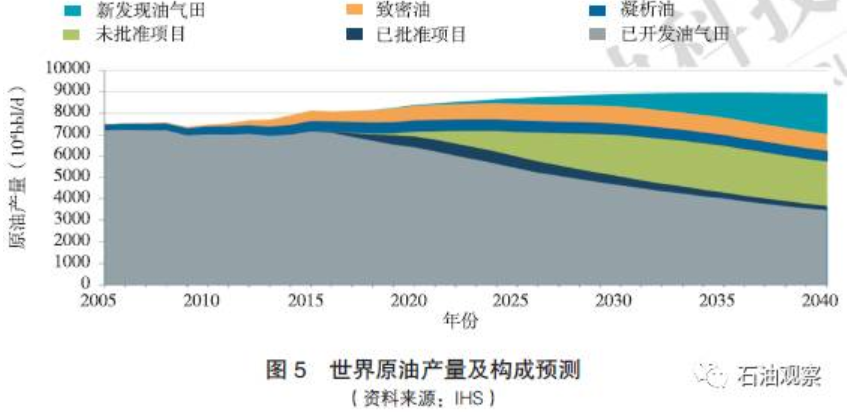 新发现油气田 致密油 凝析油
未批准项目 已批准项目 已开发油气田
原油产量（10⁴bbl/d）
10000
9000
8000
7000
6000
5000
4000
3000
2000
1000
0
2005 2010 2015 2020 2025 2030 2035 2040
年份
图 5 世界原油产量及构成预测
（资料来源：IHS）
石油观察